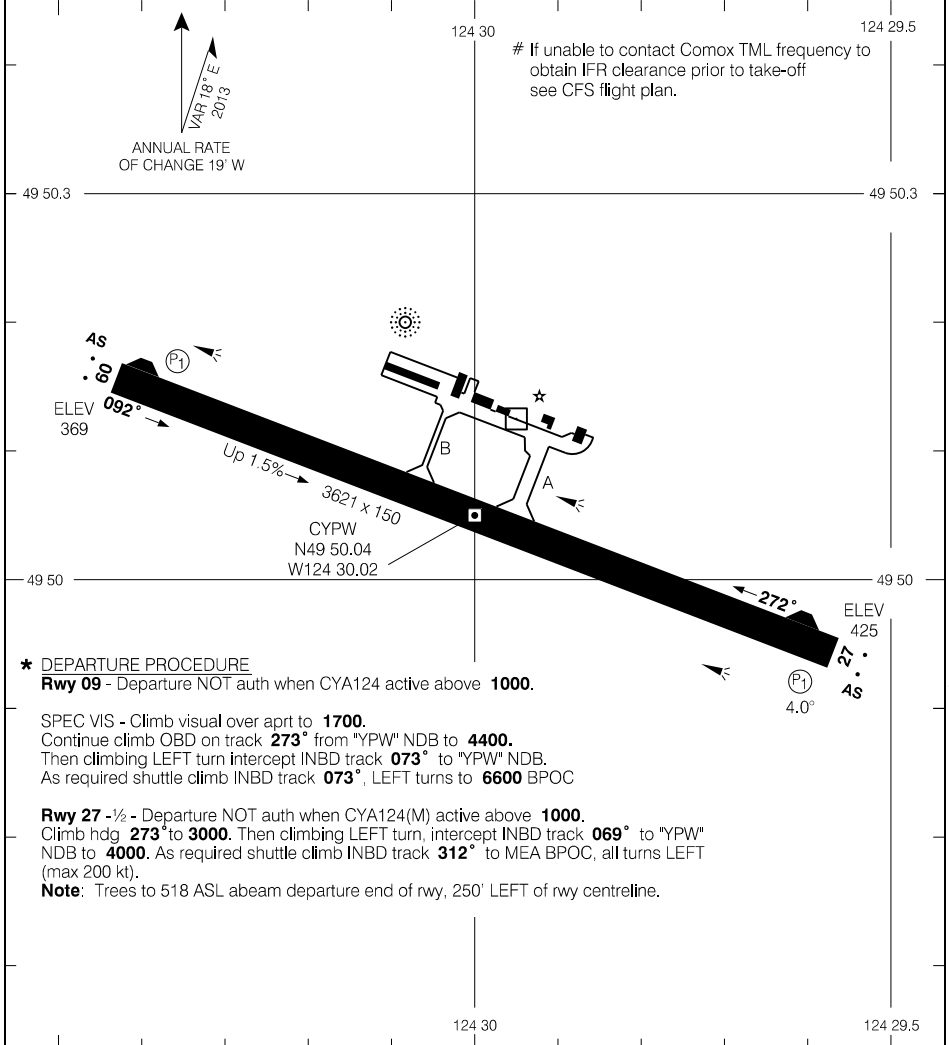 124 30
124 29.5
# If unable to contact Comox TML frequency to
obtain IFR clearance prior to take-off
see CFS flight plan.
VAR 18° E
2013
ANNUAL RATE
OF CHANGE 19' W
49 50.3
49 50.3
AS
09
P1
ELEV
369
092°
Up 1.5%
3621 x 150
B
A
CYPW
N49 50.04
W124 30.02
49 50
49 50
272°
ELEV
425
27
P1
4.0°
AS
* DEPARTURE PROCEDURE
Rwy 09 - Departure NOT auth when CYA124 active above 1000.
SPEC VIS - Climb visual over aprt to 1700.
Continue climb OBD on track 273° from "YPW" NDB to 4400.
Then climbing LEFT turn intercept INBD track 073° to "YPW" NDB.
As required shuttle climb INBD track 073°, LEFT turns to 6600 BPOC
Rwy 27 -½ - Departure NOT auth when CYA124(M) active above 1000.
Climb hdg 273° to 3000. Then climbing LEFT turn, intercept INBD track 069° to "YPW"
NDB to 4000. As required shuttle climb INBD track 312° to MEA BPOC, all turns LEFT
(max 200 kt).
Note: Trees to 518 ASL abeam departure end of rwy, 250' LEFT of rwy centreline.
124 30
124 29.5